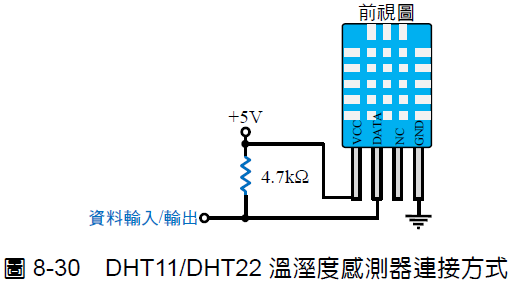 前視圖
VCC
DATA
NC
GND
+5V
4.7kΩ
資料輸入/輸出
圖 8-30 DHT11/DHT22 溫溼度感測器連接方式